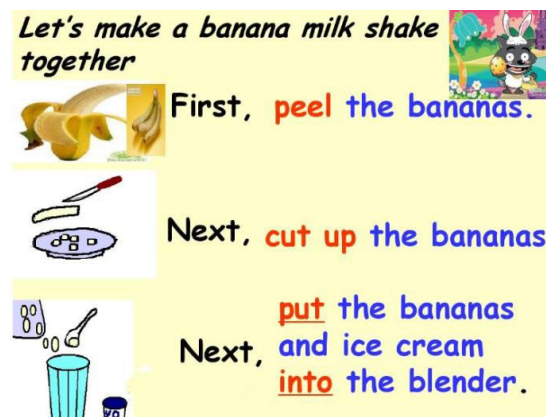 Let's make a banana milk shake
together
First, peel the bananas.
Next, cut up the bananas
put the bananas
Next, and ice cream
into the blender.